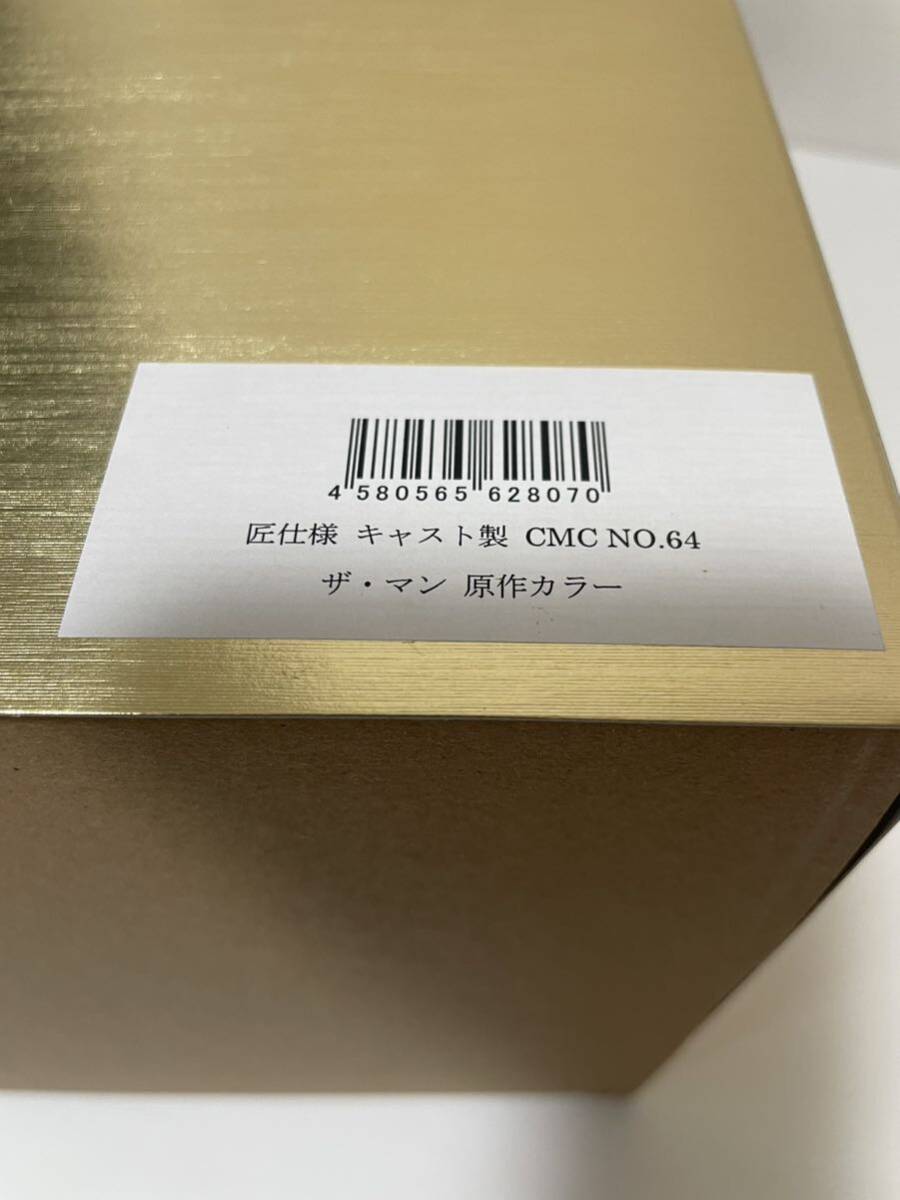 4 580565 628070
匠仕様 キャスト製 CMC NO.64
ザ・マン 原作カラー